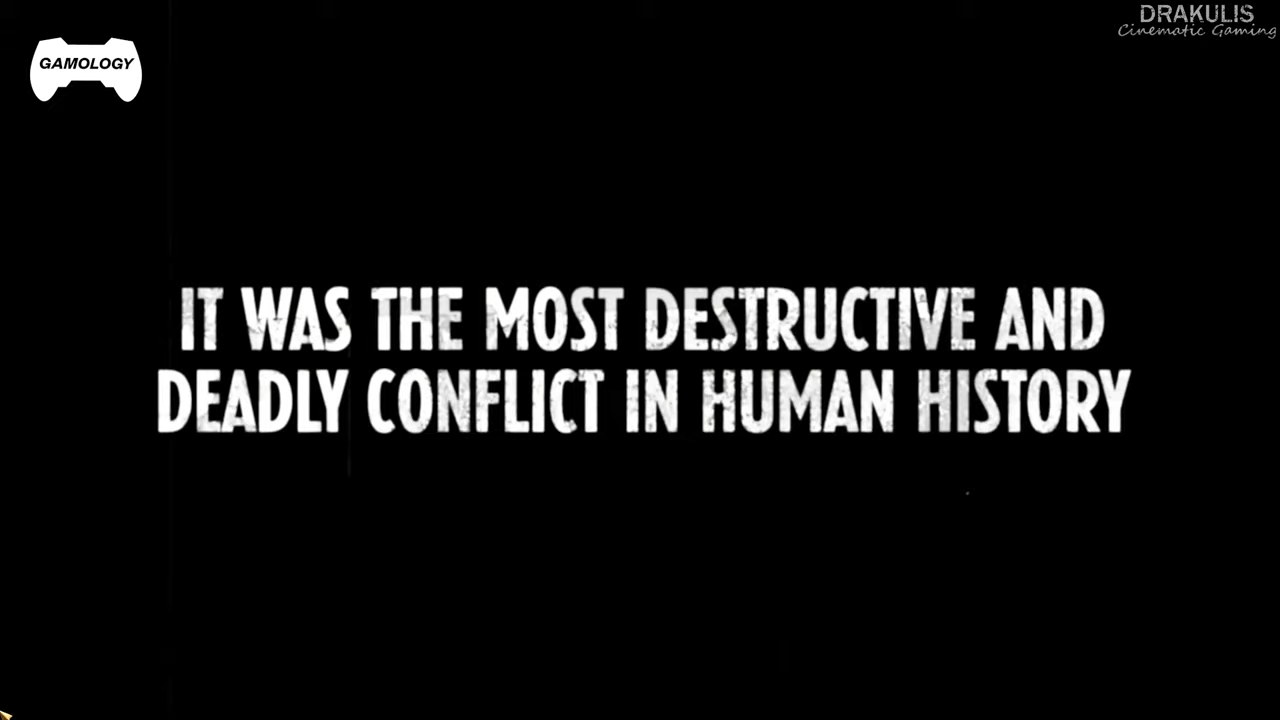 DRAKULIS
Cinematic Gaming
GAMOLOGY
IT WAS THE MOST DESTRUCTIVE AND
DEADLY CONFLICT IN HUMAN HISTORY